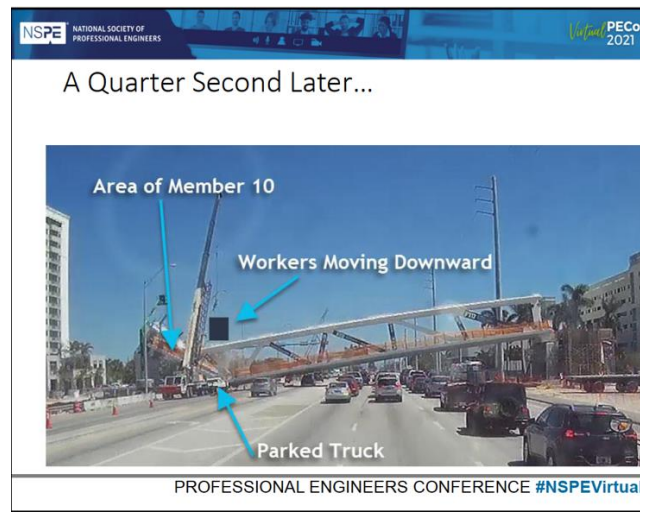 NSPE
NATIONAL SOCIETY OF
PROFESSIONAL ENGINEERS
Virtual PECo
2021
A Quarter Second Later...
Area of Member 10
Workers Moving Downward
Parked Truck
PROFESSIONAL ENGINEERS CONFERENCE #NSPEVirtual